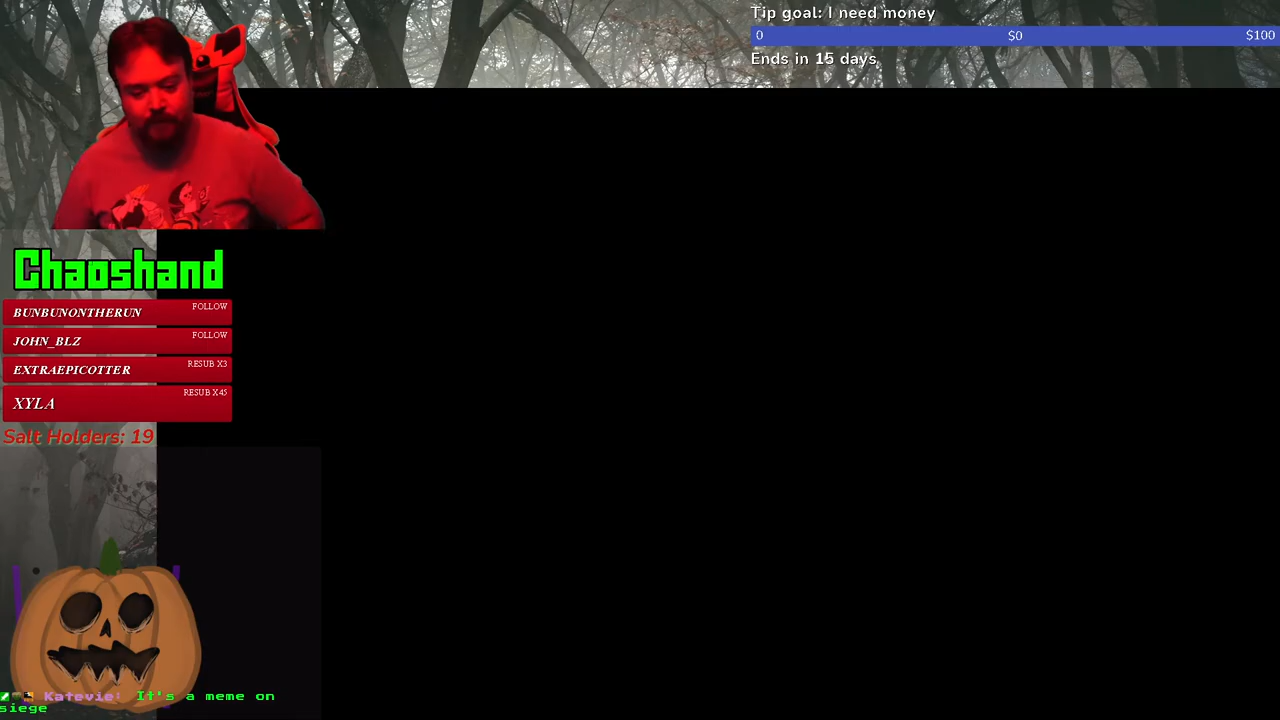 Tip goal: I need money
0 $0 $100
Ends in 15 days
Chaoshand
BUNBUNONTHERUN FOLLOW
JOHN_BLZ FOLLOW
EXTRAEPICOTTER RESUB X3
XYLA RESUB X45
Salt Holders: 19
Katevie: It's a meme on
siege